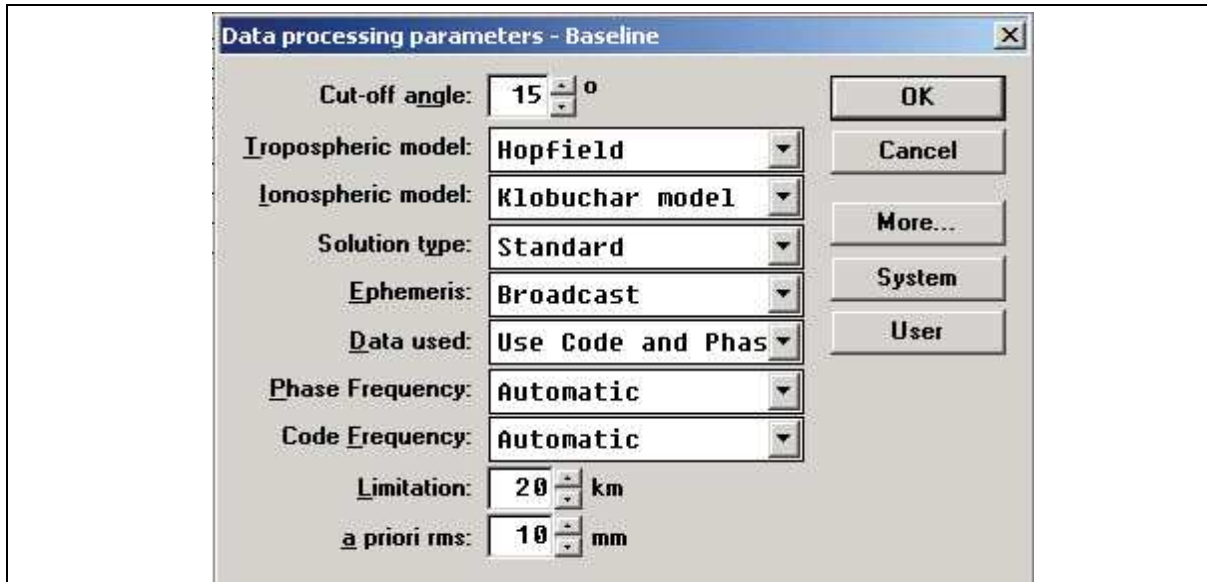 Data processing parameters - Baseline
Cut-off angle: 15 º
OK
Tropospheric model: Hopfield
Cancel
Ionospheric model: Klobuchar model
More...
Solution type: Standard
System
Ephemeris: Broadcast
User
Data used: Use Code and Phas
Phase Frequency: Automatic
Code Frequency: Automatic
Limitation: 20 km
a priori rms: 10 mm